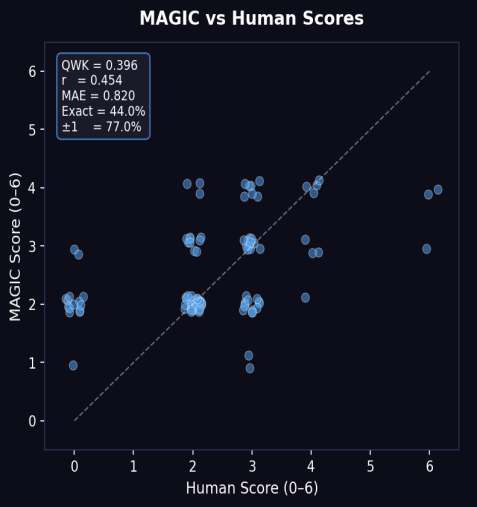 MAGIC vs Human Scores
QWK = 0.396
r = 0.454
MAE = 0.820
Exact = 44.0%
±1 = 77.0%
MAGIC Score (0–6)
6
5
4
3
2
1
0
0 1 2 3 4 5 6
Human Score (0–6)